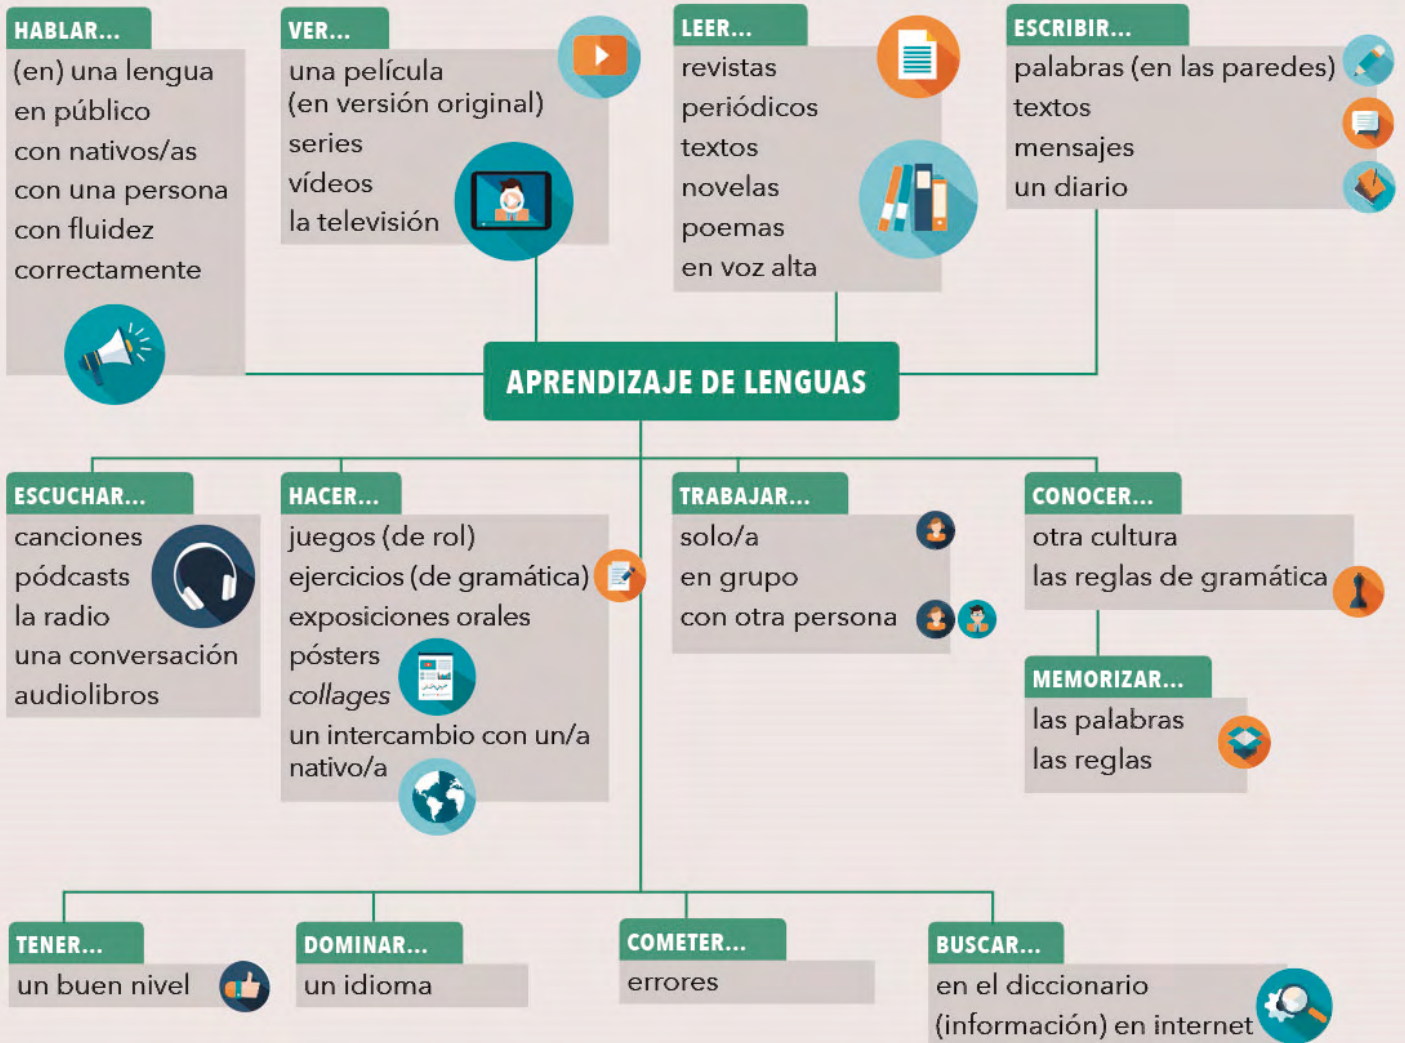 HABLAR...
(en) una lengua
en público
con nativos/as
con una persona
con fluidez
correctamente
VER...
una película
(en versión original)
series
vídeos
la televisión
LEER...
revistas
periódicos
textos
novelas
poemas
en voz alta
ESCRIBIR...
palabras (en las paredes)
textos
mensajes
un diario
APRENDIZAJE DE LENGUAS
ESCUCHAR...
canciones
pódcasts
la radio
una conversación
audiolibros
HACER...
juegos (de rol)
ejercicios (de gramática)
exposiciones orales
pósters
collages
un intercambio con un/a
nativo/a
TRABAJAR...
solo/a
en grupo
con otra persona
CONOCER...
otra cultura
las reglas de gramática
MEMORIZAR...
las palabras
las reglas
TENER...
un buen nivel
DOMINAR...
un idioma
COMETER...
errores
BUSCAR...
en el diccionario
(información) en internet